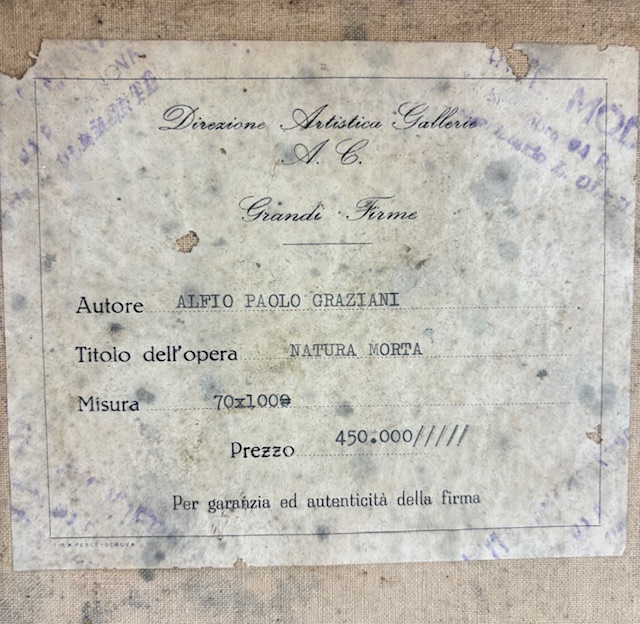 Direzione Artistica Gallerie
A. C.
Grandi Firme
Autore ALFIO PAOLO GRAZIANI
Titolo dell'opera NATURA MORTA
Misura 70x100
Prezzo 450.000/////
Per garanzia ed autenticità della firma